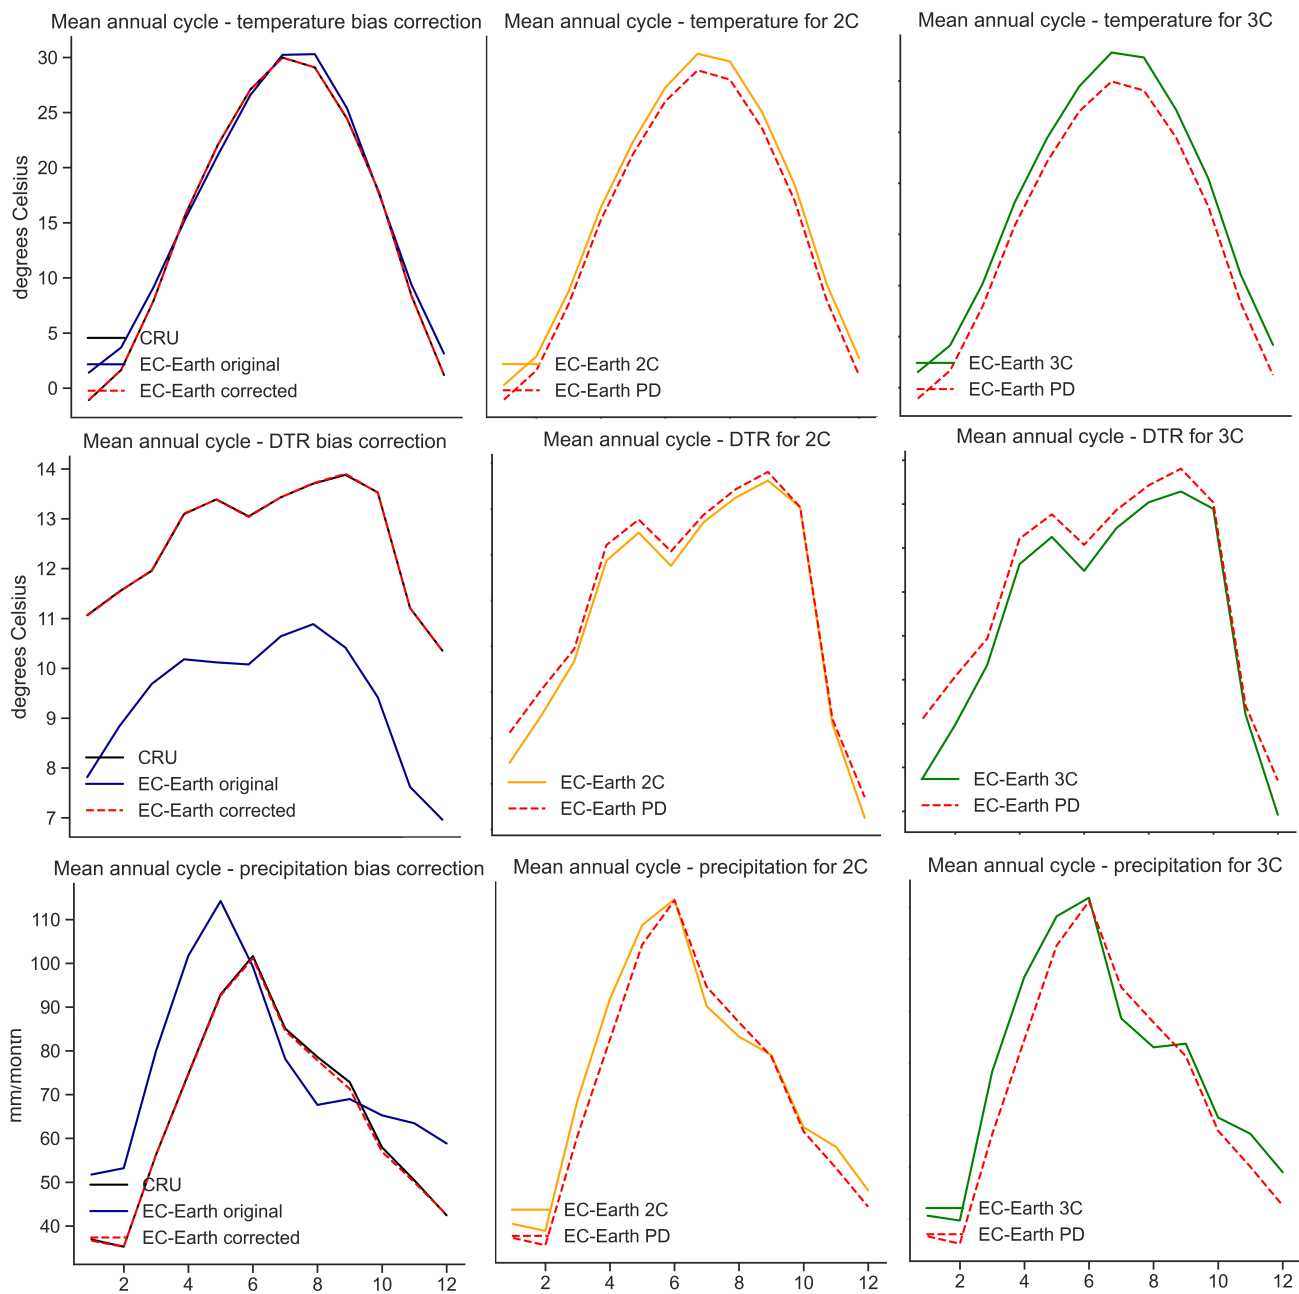 Mean annual cycle - temperature bias correction
Mean annual cycle - temperature for 2C
Mean annual cycle - temperature for 3C
degrees Celsius
30
25
20
15
10
5
0
CRU
EC-Earth original
EC-Earth corrected
EC-Earth 2C
EC-Earth PD
EC-Earth 3C
EC-Earth PD
Mean annual cycle - DTR bias correction
Mean annual cycle - DTR for 2C
Mean annual cycle - DTR for 3C
degrees Celsius
14
13
12
11
10
9
8
7
CRU
EC-Earth original
EC-Earth corrected
EC-Earth 2C
EC-Earth PD
EC-Earth 3C
EC-Earth PD
Mean annual cycle - precipitation bias correction
Mean annual cycle - precipitation for 2C
Mean annual cycle - precipitation for 3C
mm/month
110
100
90
80
70
60
50
40
CRU
EC-Earth original
EC-Earth corrected
EC-Earth 2C
EC-Earth PD
EC-Earth 3C
EC-Earth PD
2 4 6 8 10 12
2 4 6 8 10 12
2 4 6 8 10 12